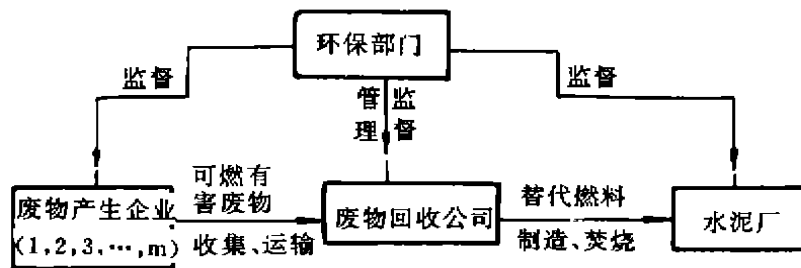 环保部门
监督
管理
监督
监督
废物产生企业
(1,2,3,…,m)
可燃有
害废物
收集、运输
废物回收公司
替代燃料
制造、焚烧
水泥厂